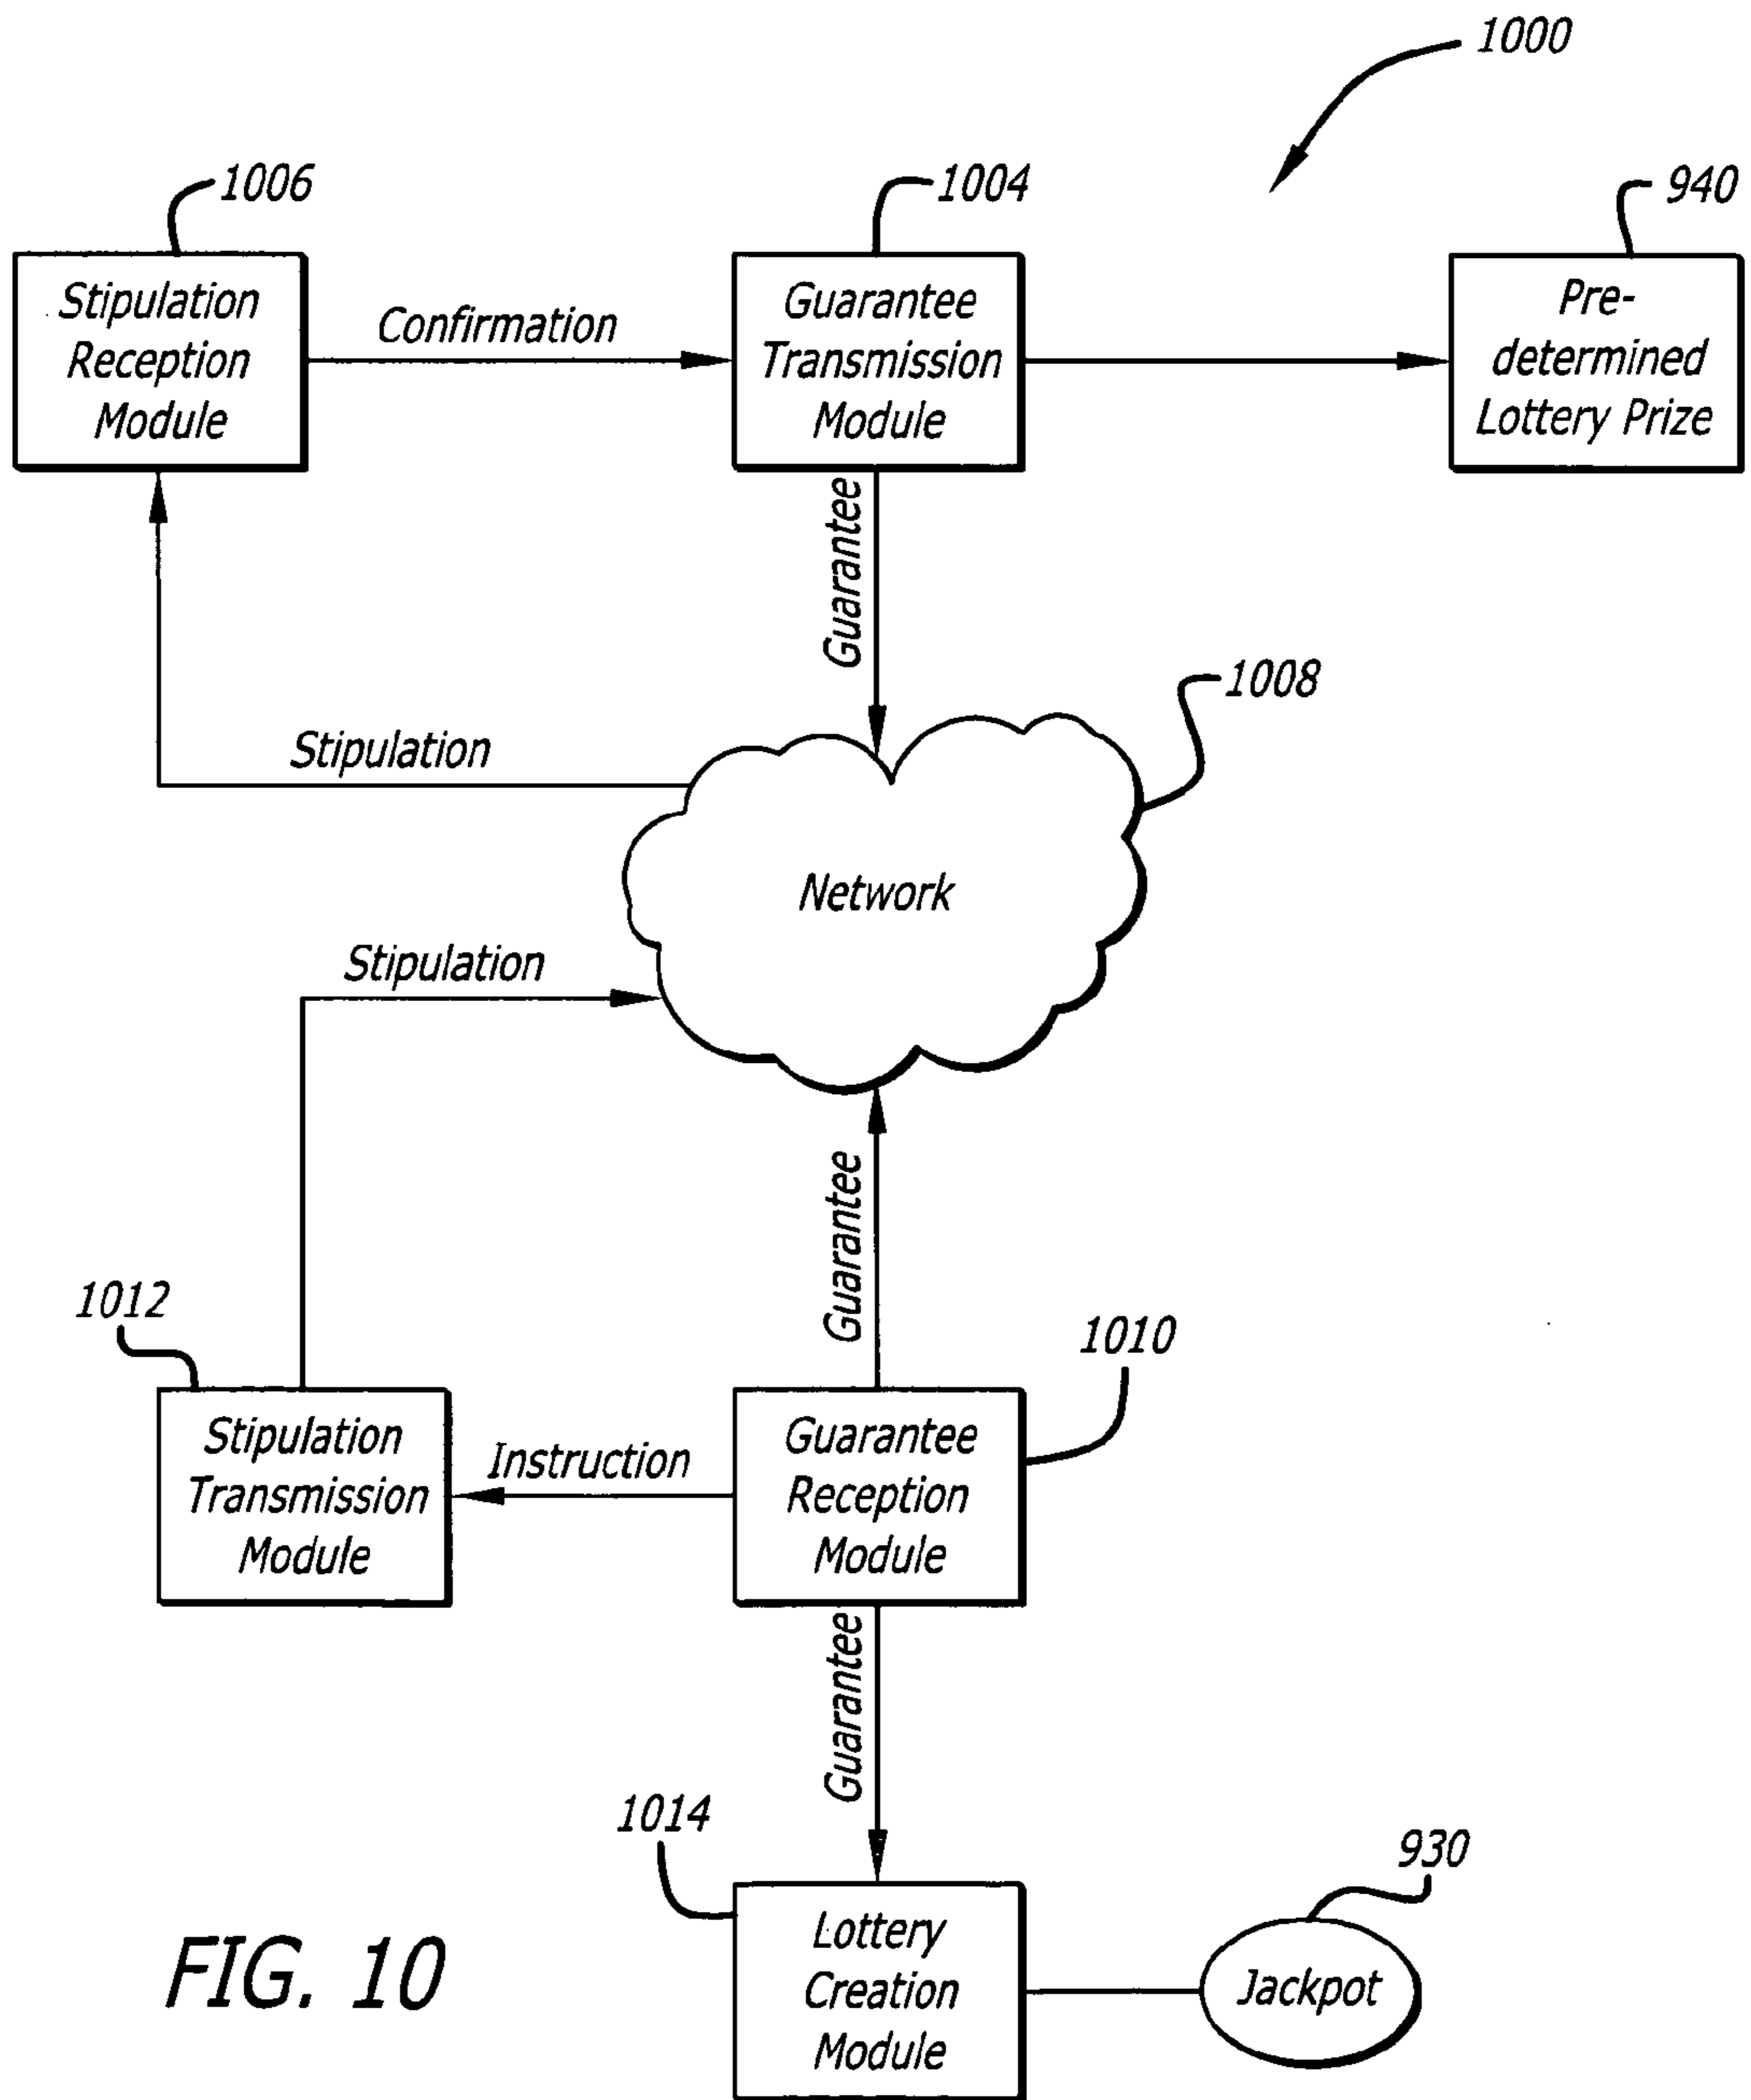 1000
1006
1004
940
Stipulation
Reception
Module
Confirmation
Guarantee
Transmission
Module
Pre-
determined
Lottery Prize
Guarantee
1008
Stipulation
Network
Stipulation
Guarantee
1012
1010
Stipulation
Transmission
Module
Instruction
Guarantee
Reception
Module
Guarantee
1014
930
Lottery
Creation
Module
Jackpot
FIG. 10